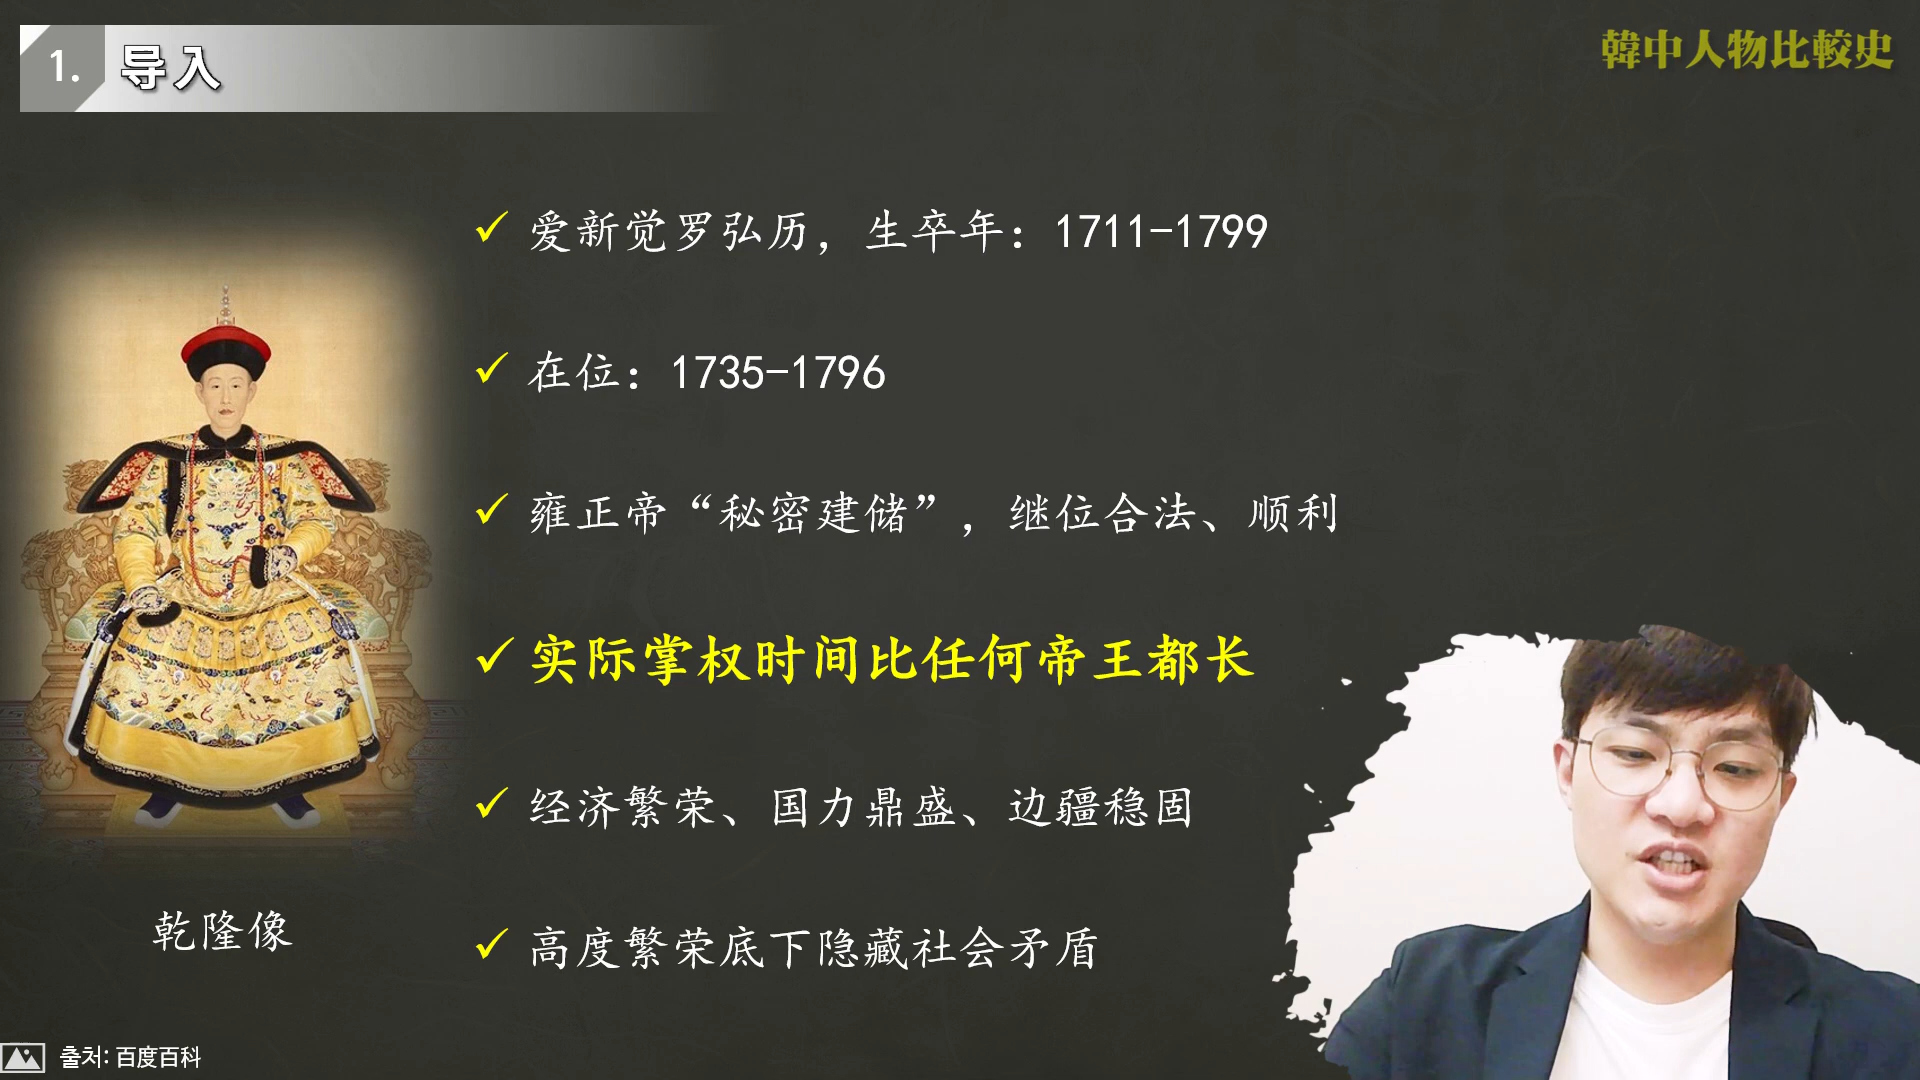 1. 导入
韓中人物比較史
爱新觉罗弘历，生卒年：1711-1799
在位：1735-1796
雍正帝“秘密建储”，继位合法、顺利
实际掌权时间比任何帝王都长
经济繁荣、国力鼎盛、边疆稳固
高度繁荣底下隐藏社会矛盾
乾隆像
출처: 百度百科